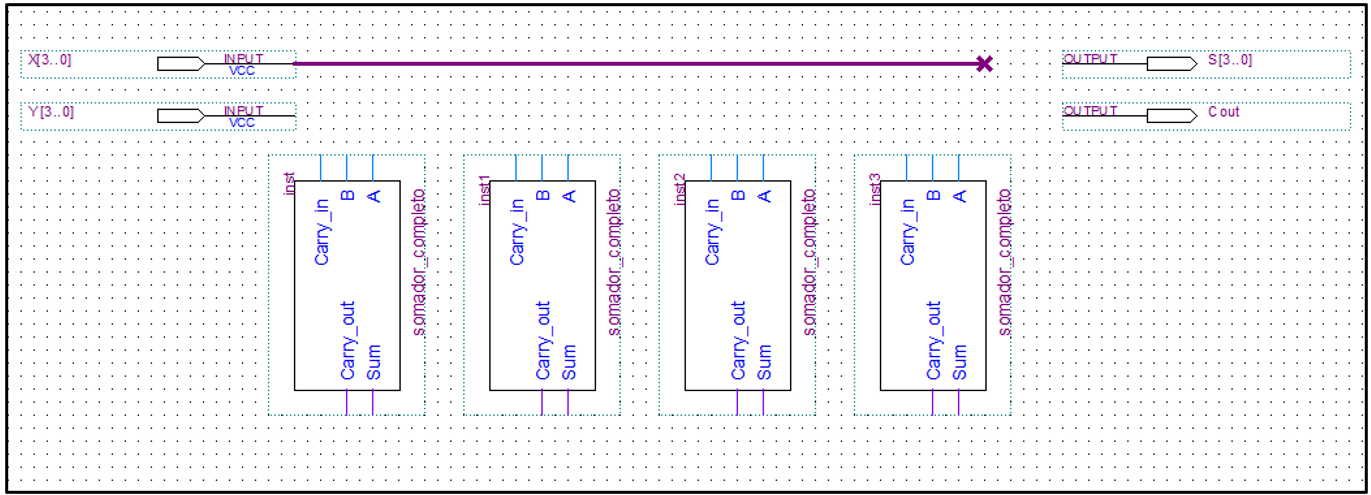 X[3..0]
INPUT
VCC
OUTPUT
S[3..0]
Y[3..0]
INPUT
VCC
OUTPUT
Cout
inst
Carry_in
B
A
Carry_out
Sum
somador_completo
inst1
Carry_in
B
A
Carry_out
Sum
somador_completo
inst2
Carry_in
B
A
Carry_out
Sum
somador_completo
inst3
Carry_in
B
A
Carry_out
Sum
somador_completo